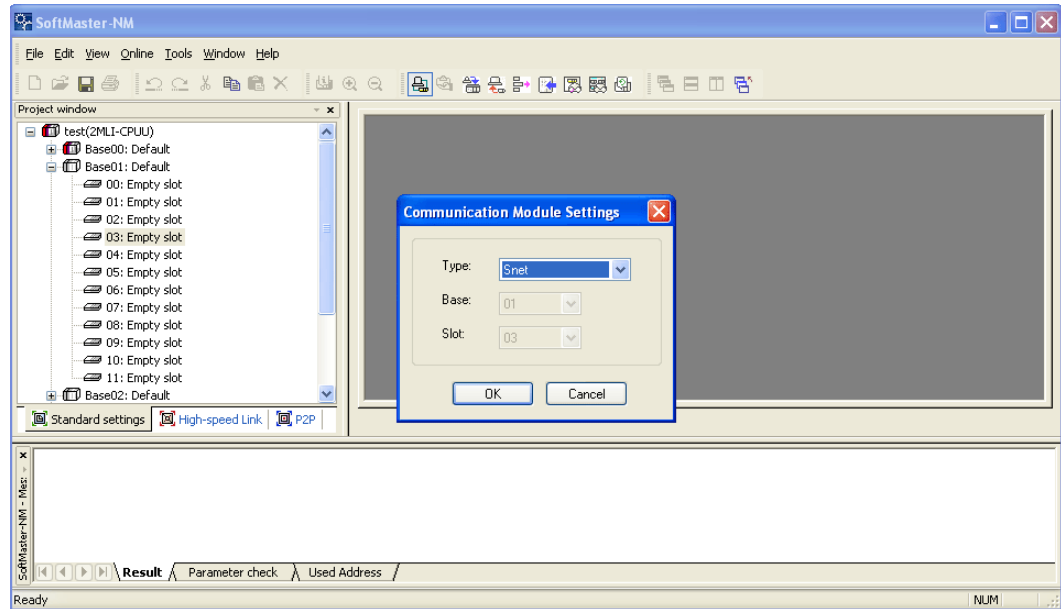 SoftMaster-NM
File Edit View Online Tools Window Help
Project window
test(2MLI-CPUU)
Base00: Default
Base01: Default
00: Empty slot
01: Empty slot
02: Empty slot
03: Empty slot
04: Empty slot
05: Empty slot
06: Empty slot
07: Empty slot
08: Empty slot
09: Empty slot
10: Empty slot
11: Empty slot
Base02: Default
Standard settings High-speed Link P2P
Communication Module Settings
Type: Snet
Base: 01
Slot: 03
OK Cancel
SoftMaster-NM - Mes:
Result Parameter check Used Address
Ready NUM